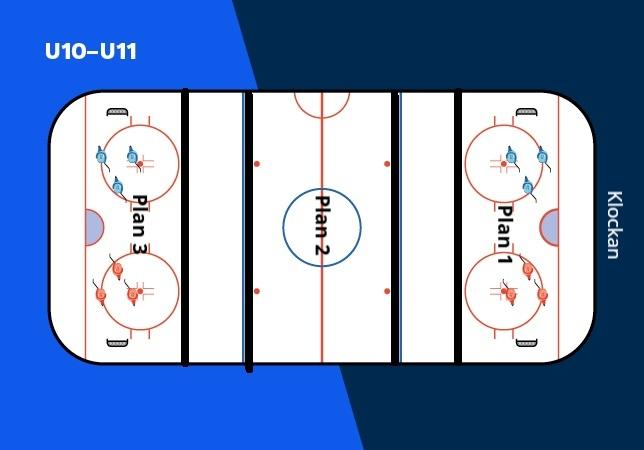 U10–U11
Plan 3
Plan 2
Plan 1
Klockan